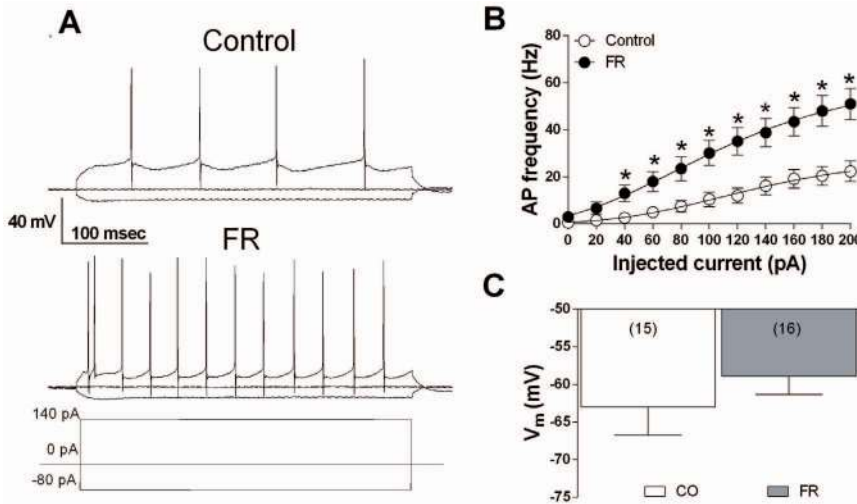 A
Control
40 mV
100 msec
FR
140 pA
0 pA
-80 pA
B
Control
FR
AP frequency (Hz)
80
60
40
20
0
* * * * * * * * *
0 20 40 60 80 100 120 140 160 180 200
Injected current (pA)
C
Vm (mV)
-50
-55
-60
-65
-70
-75
(15)
(16)
CO
FR